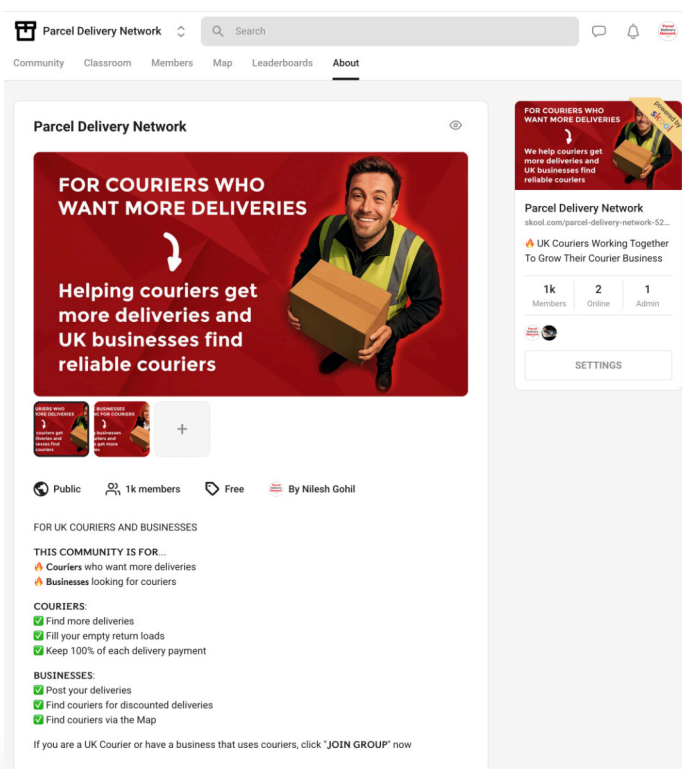 Parcel Delivery Network
Search
Community Classroom Members Map Leaderboards About
Parcel Delivery Network
FOR COURIERS WHO
WANT MORE DELIVERIES
Helping couriers get
more deliveries and
UK businesses find
reliable couriers
Public 1k members Free By Nilesh Gohil
FOR UK COURIERS AND BUSINESSES
THIS COMMUNITY IS FOR...
🔥 Couriers who want more deliveries
🔥 Businesses looking for couriers
COURIERS:
✅ Find more deliveries
✅ Fill your empty return loads
✅ Keep 100% of each delivery payment
BUSINESSES:
✅ Post your deliveries
✅ Find couriers for discounted deliveries
✅ Find couriers via the Map
If you are a UK Courier or have a business that uses couriers, click "JOIN GROUP" now
powered by
skool
FOR COURIERS WHO
WANT MORE DELIVERIES
We help couriers get
more deliveries and
UK businesses find
reliable couriers
Parcel Delivery Network
skool.com/parcel-delivery-network-52...
🔥 UK Couriers Working Together
To Grow Their Courier Business
1k 2 1
Members Online Admin
SETTINGS